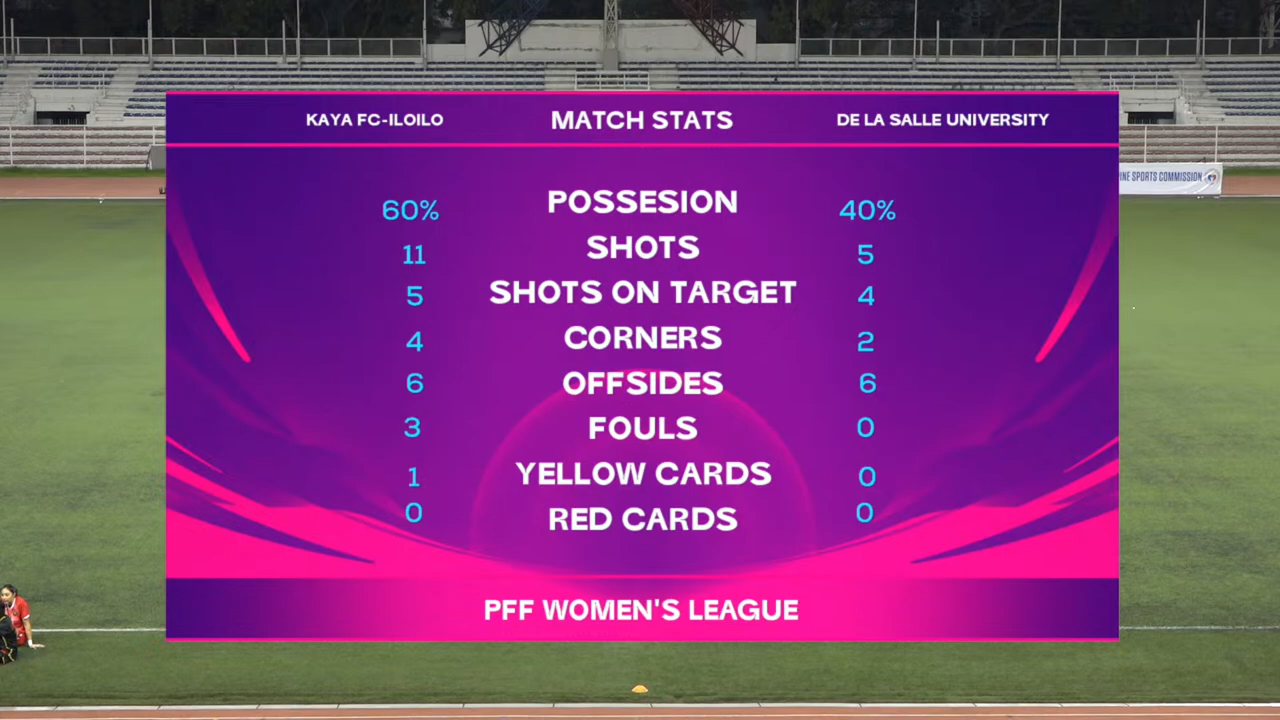 KAYA FC-ILOILO MATCH STATS DE LA SALLE UNIVERSITY
60% POSSESION 40%
11 SHOTS 5
5 SHOTS ON TARGET 4
4 CORNERS 2
6 OFFSIDES 6
3 FOULS 0
1 YELLOW CARDS 0
0 RED CARDS 0
PFF WOMEN'S LEAGUE
SPORTS COMMISSION